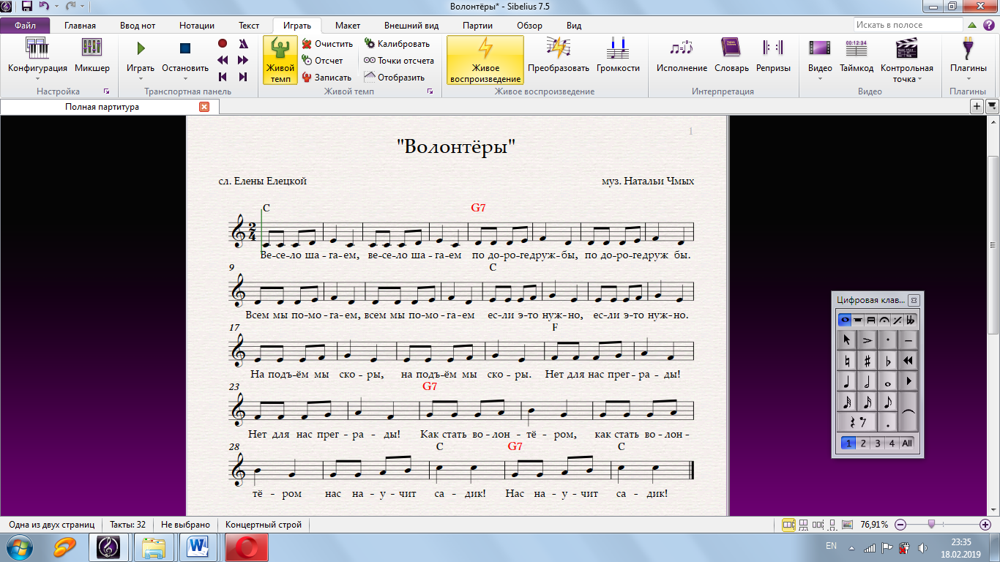 Волонтёры* - Sibelius 7.5
Файл Главная Ввод нот Нотации Текст Играть Макет Внешний вид Партии Обзор Вид Искать в полосе
Конфигурация Микшер
Настройка
Играть Остановить
Транспортная панель
Живой темп
Очистить
Отсчет
Записать
Калибровать
Точки отсчета
Отобразить
Живой темп
Живое воспроизведение Преобразовать Громкости
Живое воспроизведение
Исполнение Словарь Репризы
Интерпретация
00:12:34
Видео Таймкод Контрольная точка
Видео
Плагины
Плагины
Полная партитура
1
"Волонтёры"
сл. Елены Елецкой муз. Натальи Чмых
C G7
2
4
Ве-се-ло ша-га-ем, ве-се-ло ша-га-ем по до-ро-гедруж-бы, по до-ро-гедруж бы.
9 C
Всем мы по-мо-га-ем, всем мы по-мо-га-ем ес-ли э-то нуж-но, ес-ли э-то нуж-но.
17 F
На подъ-ём мы ско-ры, на подъ-ём мы ско-ры. Нет для нас прег-ра-ды!
23 G7
Нет для нас прег-ра-ды! Как стать во-лон-тё-ром, как стать во-лон-
28 C G7 C
тё-ром нас на-у-чит са-дик! Нас на-у-чит са-дик!
Цифровая клав...
1 2 3 4 All
Одна из двух страниц Такты: 32 Не выбрано Концертный строй 76,91%
EN 23:35
18.02.2019